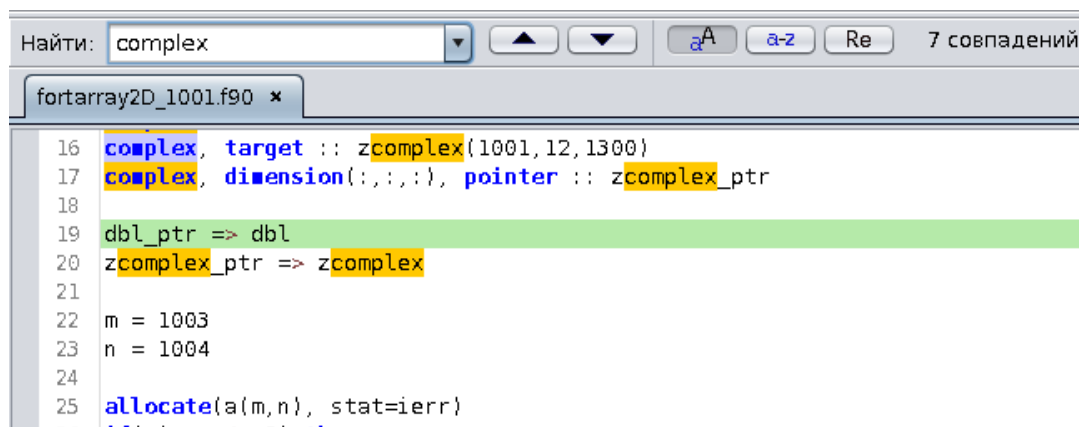 Найти: complex aA a-z Re 7 совпадений
fortarray2D_1001.f90 ×
16 complex, target :: zcomplex(1001,12,1300)
17 complex, dimension(:,:,:), pointer :: zcomplex_ptr
18
19 dbl_ptr => dbl
20 zcomplex_ptr => zcomplex
21
22 m = 1003
23 n = 1004
24
25 allocate(a(m,n), stat=ierr)